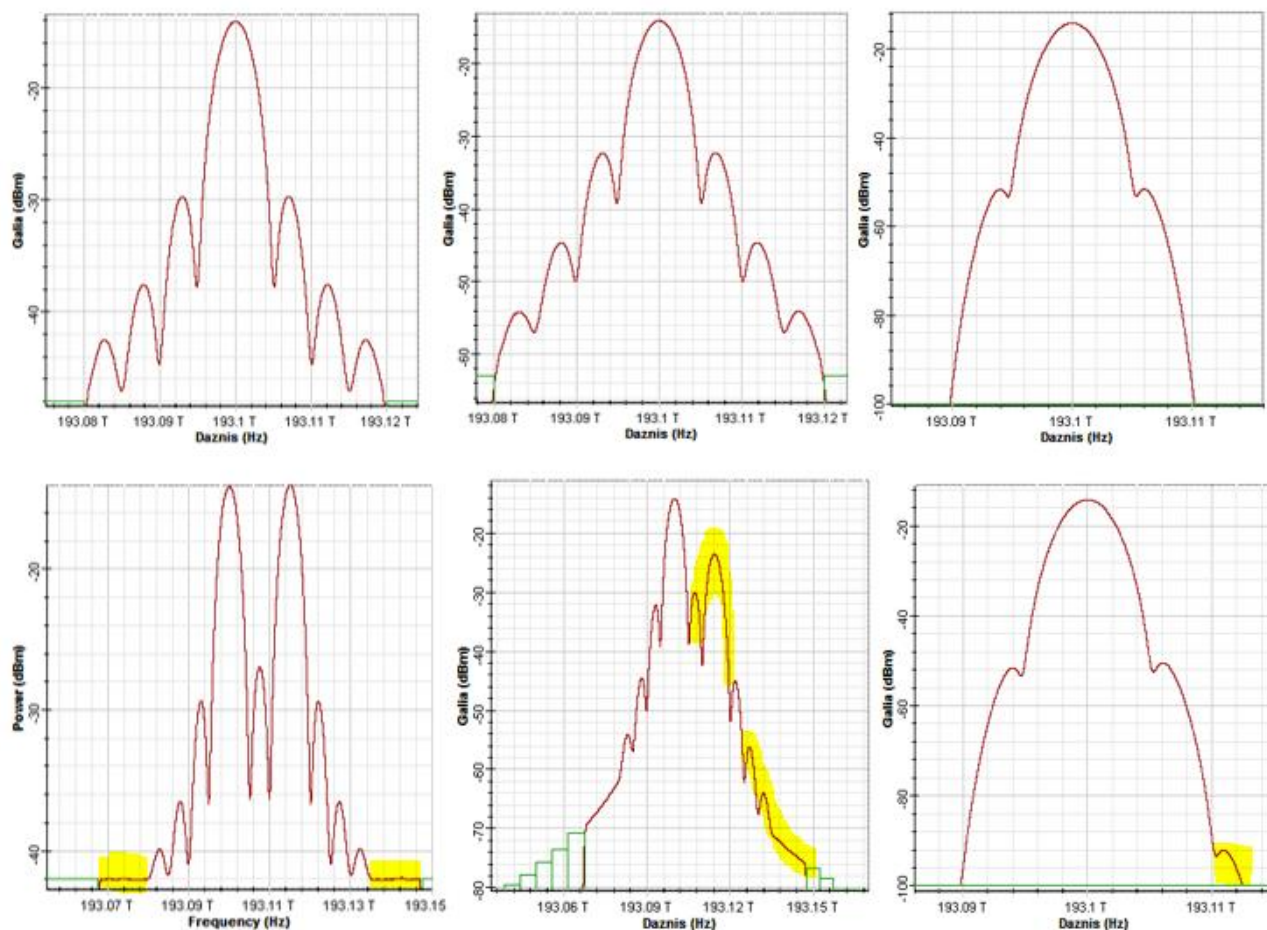 Galia (dBm)
-20
-30
-40
193.08 T 193.09 T 193.1 T 193.11 T 193.12 T
Daznis (Hz)
Galia (dBm)
-20
-30
-40
-50
-60
193.08 T 193.09 T 193.1 T 193.11 T 193.12 T
Daznis (Hz)
Galia (dBm)
-20
-40
-60
-80
-100
193.09 T 193.1 T 193.11 T
Daznis (Hz)
Power (dBm)
-20
-30
-40
193.07 T 193.09 T 193.11 T 193.13 T 193.15
Frequency (Hz)
Galia (dBm)
-20
-30
-40
-50
-60
-70
-80
193.06 T 193.09 T 193.12 T 193.15 T
Daznis (Hz)
Galia (dBm)
-20
-40
-60
-80
-100
193.09 T 193.1 T 193.11 T
Daznis (Hz)